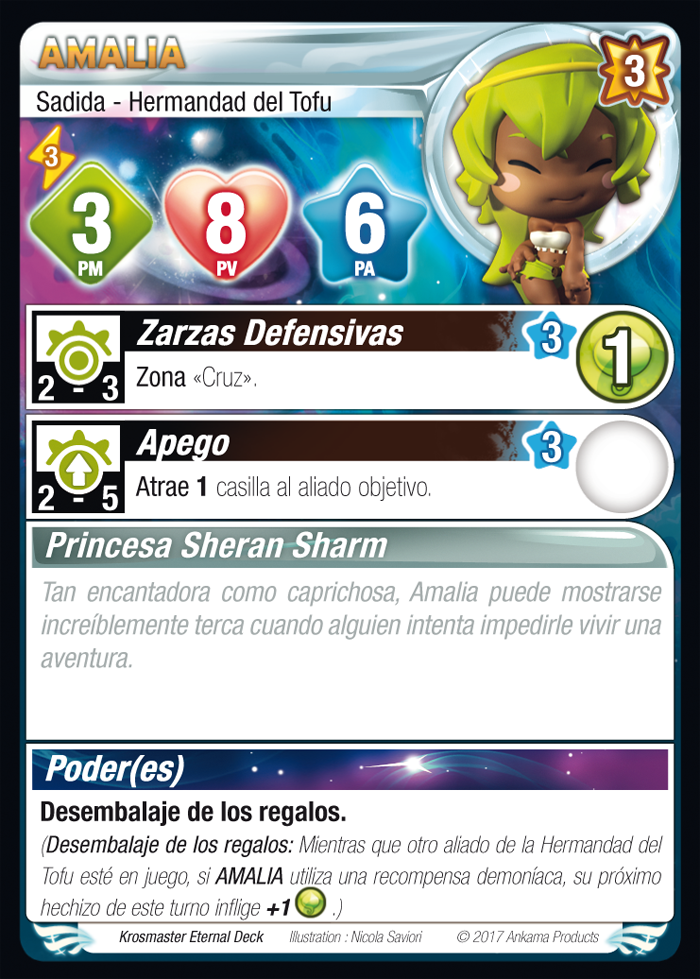 AMALIA
3
Sadida - Hermandad del Tofu
3
3
PM
8
PV
6
PA
Zarzas Defensivas
3
1
2 - 3
Zona «Cruz».
Apego
3
2 - 5
Atrae 1 casilla al aliado objetivo.
Princesa Sheran Sharm
Tan encantadora como caprichosa, Amalia puede mostrarse
increíblemente terca cuando alguien intenta impedirle vivir una
aventura.
Poder(es)
Desembalaje de los regalos.
(Desembalaje de los regalos: Mientras que otro aliado de la Hermandad del
Tofu esté en juego, si AMALIA utiliza una recompensa demoníaca, su próximo
hechizo de este turno inflige +1 .)
Krosmaster Eternal Deck Illustration : Nicola Saviori © 2017 Ankama Products